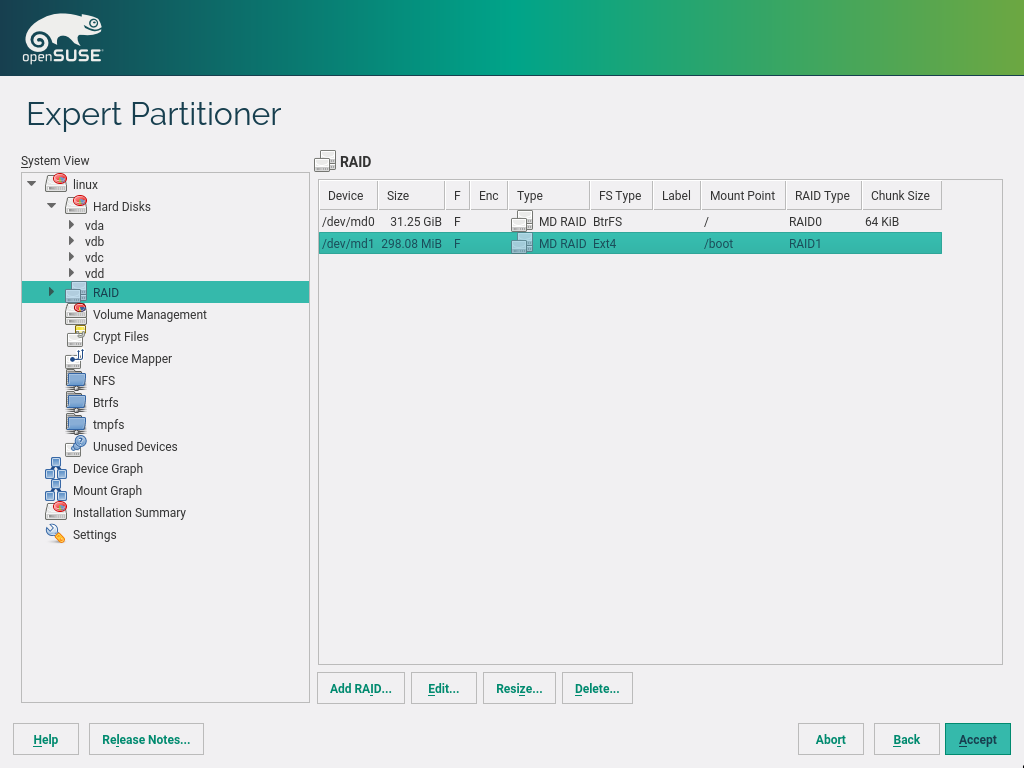 openSUSE
Expert Partitioner
System View
linux
Hard Disks
vda
vdb
vdc
vdd
RAID
Volume Management
Crypt Files
Device Mapper
NFS
Btrfs
tmpfs
Unused Devices
Device Graph
Mount Graph
Installation Summary
Settings
RAID
Device Size F Enc Type FS Type Label Mount Point RAID Type Chunk Size
/dev/md0 31.25 GiB F MD RAID BtrFS / RAID0 64 KiB
/dev/md1 298.08 MiB F MD RAID Ext4 /boot RAID1
Add RAID... Edit... Resize... Delete...
Help Release Notes... Abort Back Accept